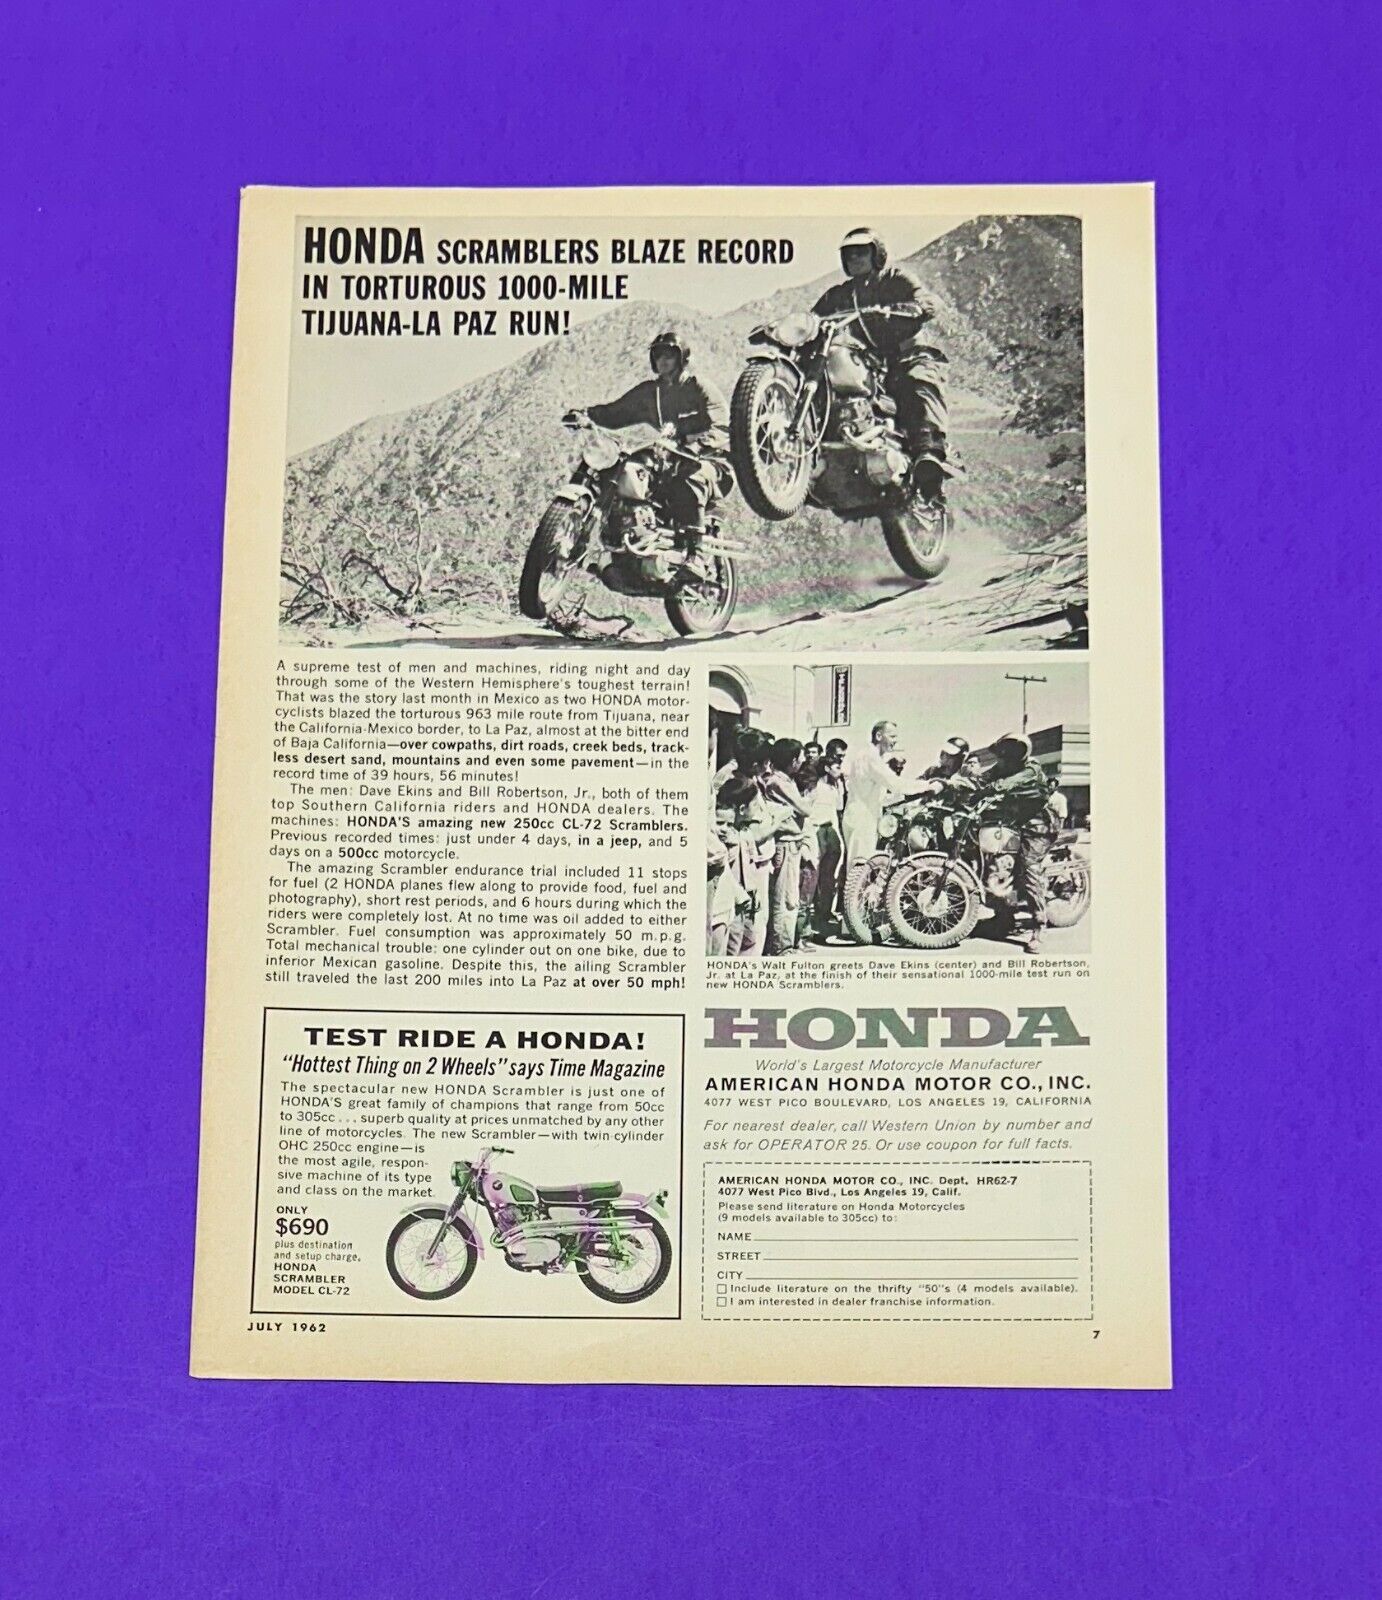 HONDA SCRAMBLERS BLAZE RECORD
IN TORTUROUS 1000-MILE
TIJUANA-LA PAZ RUN!
A supreme test of men and machines, riding night and day
through some of the Western Hemisphere's toughest terrain!
That was the story last month in Mexico as two HONDA motor-
cyclists blazed the torturous 963 mile route from Tijuana, near
the California-Mexico border, to La Paz, almost at the bitter end
of Baja California—over cowpaths, dirt roads, creek beds, track-
less desert sand, mountains and even some pavement—in the
record time of 39 hours, 56 minutes!
The men: Dave Ekins and Bill Robertson, Jr., both of them
top Southern California riders and HONDA dealers. The
machines: HONDA'S amazing new 250cc CL-72 Scramblers.
Previous recorded times: just under 4 days, in a jeep, and 5
days on a 500cc motorcycle.
The amazing Scrambler endurance trial included 11 stops
for fuel (2 HONDA planes flew along to provide food, fuel and
photography), short rest periods, and 6 hours during which the
riders were completely lost. At no time was oil added to either
Scrambler. Fuel consumption was approximately 50 m.p.g.
Total mechanical trouble: one cylinder out on one bike, due to
inferior Mexican gasoline. Despite this, the ailing Scrambler
still traveled the last 200 miles into La Paz at over 50 mph!
HONDA's Walt Fulton greets Dave Ekins (center) and Bill Robertson,
Jr. at La Paz, at the finish of their sensational 1000-mile test run on
new HONDA Scramblers.
TEST RIDE A HONDA!
"Hottest Thing on 2 Wheels" says Time Magazine
The spectacular new HONDA Scrambler is just one of
HONDA'S great family of champions that range from 50cc
to 305cc... superb quality at prices unmatched by any other
line of motorcycles. The new Scrambler—with twin-cylinder
OHC 250cc engine—is
the most agile, respon-
sive machine of its type
and class on the market.
ONLY
$690
plus destination
and setup charge.
HONDA
SCRAMBLER
MODEL CL-72
HONDA
World's Largest Motorcycle Manufacturer
AMERICAN HONDA MOTOR CO., INC.
4077 WEST PICO BOULEVARD, LOS ANGELES 19, CALIFORNIA
For nearest dealer, call Western Union by number and
ask for OPERATOR 25. Or use coupon for full facts.
AMERICAN HONDA MOTOR CO., INC. Dept. HR62-7
4077 West Pico Blvd., Los Angeles 19, Calif.
Please send literature on Honda Motorcycles
(9 models available to 305cc) to:
NAME
STREET
CITY
Include literature on the thrifty "50"s (4 models available).
I am interested in dealer franchise information.
JULY 1962
7